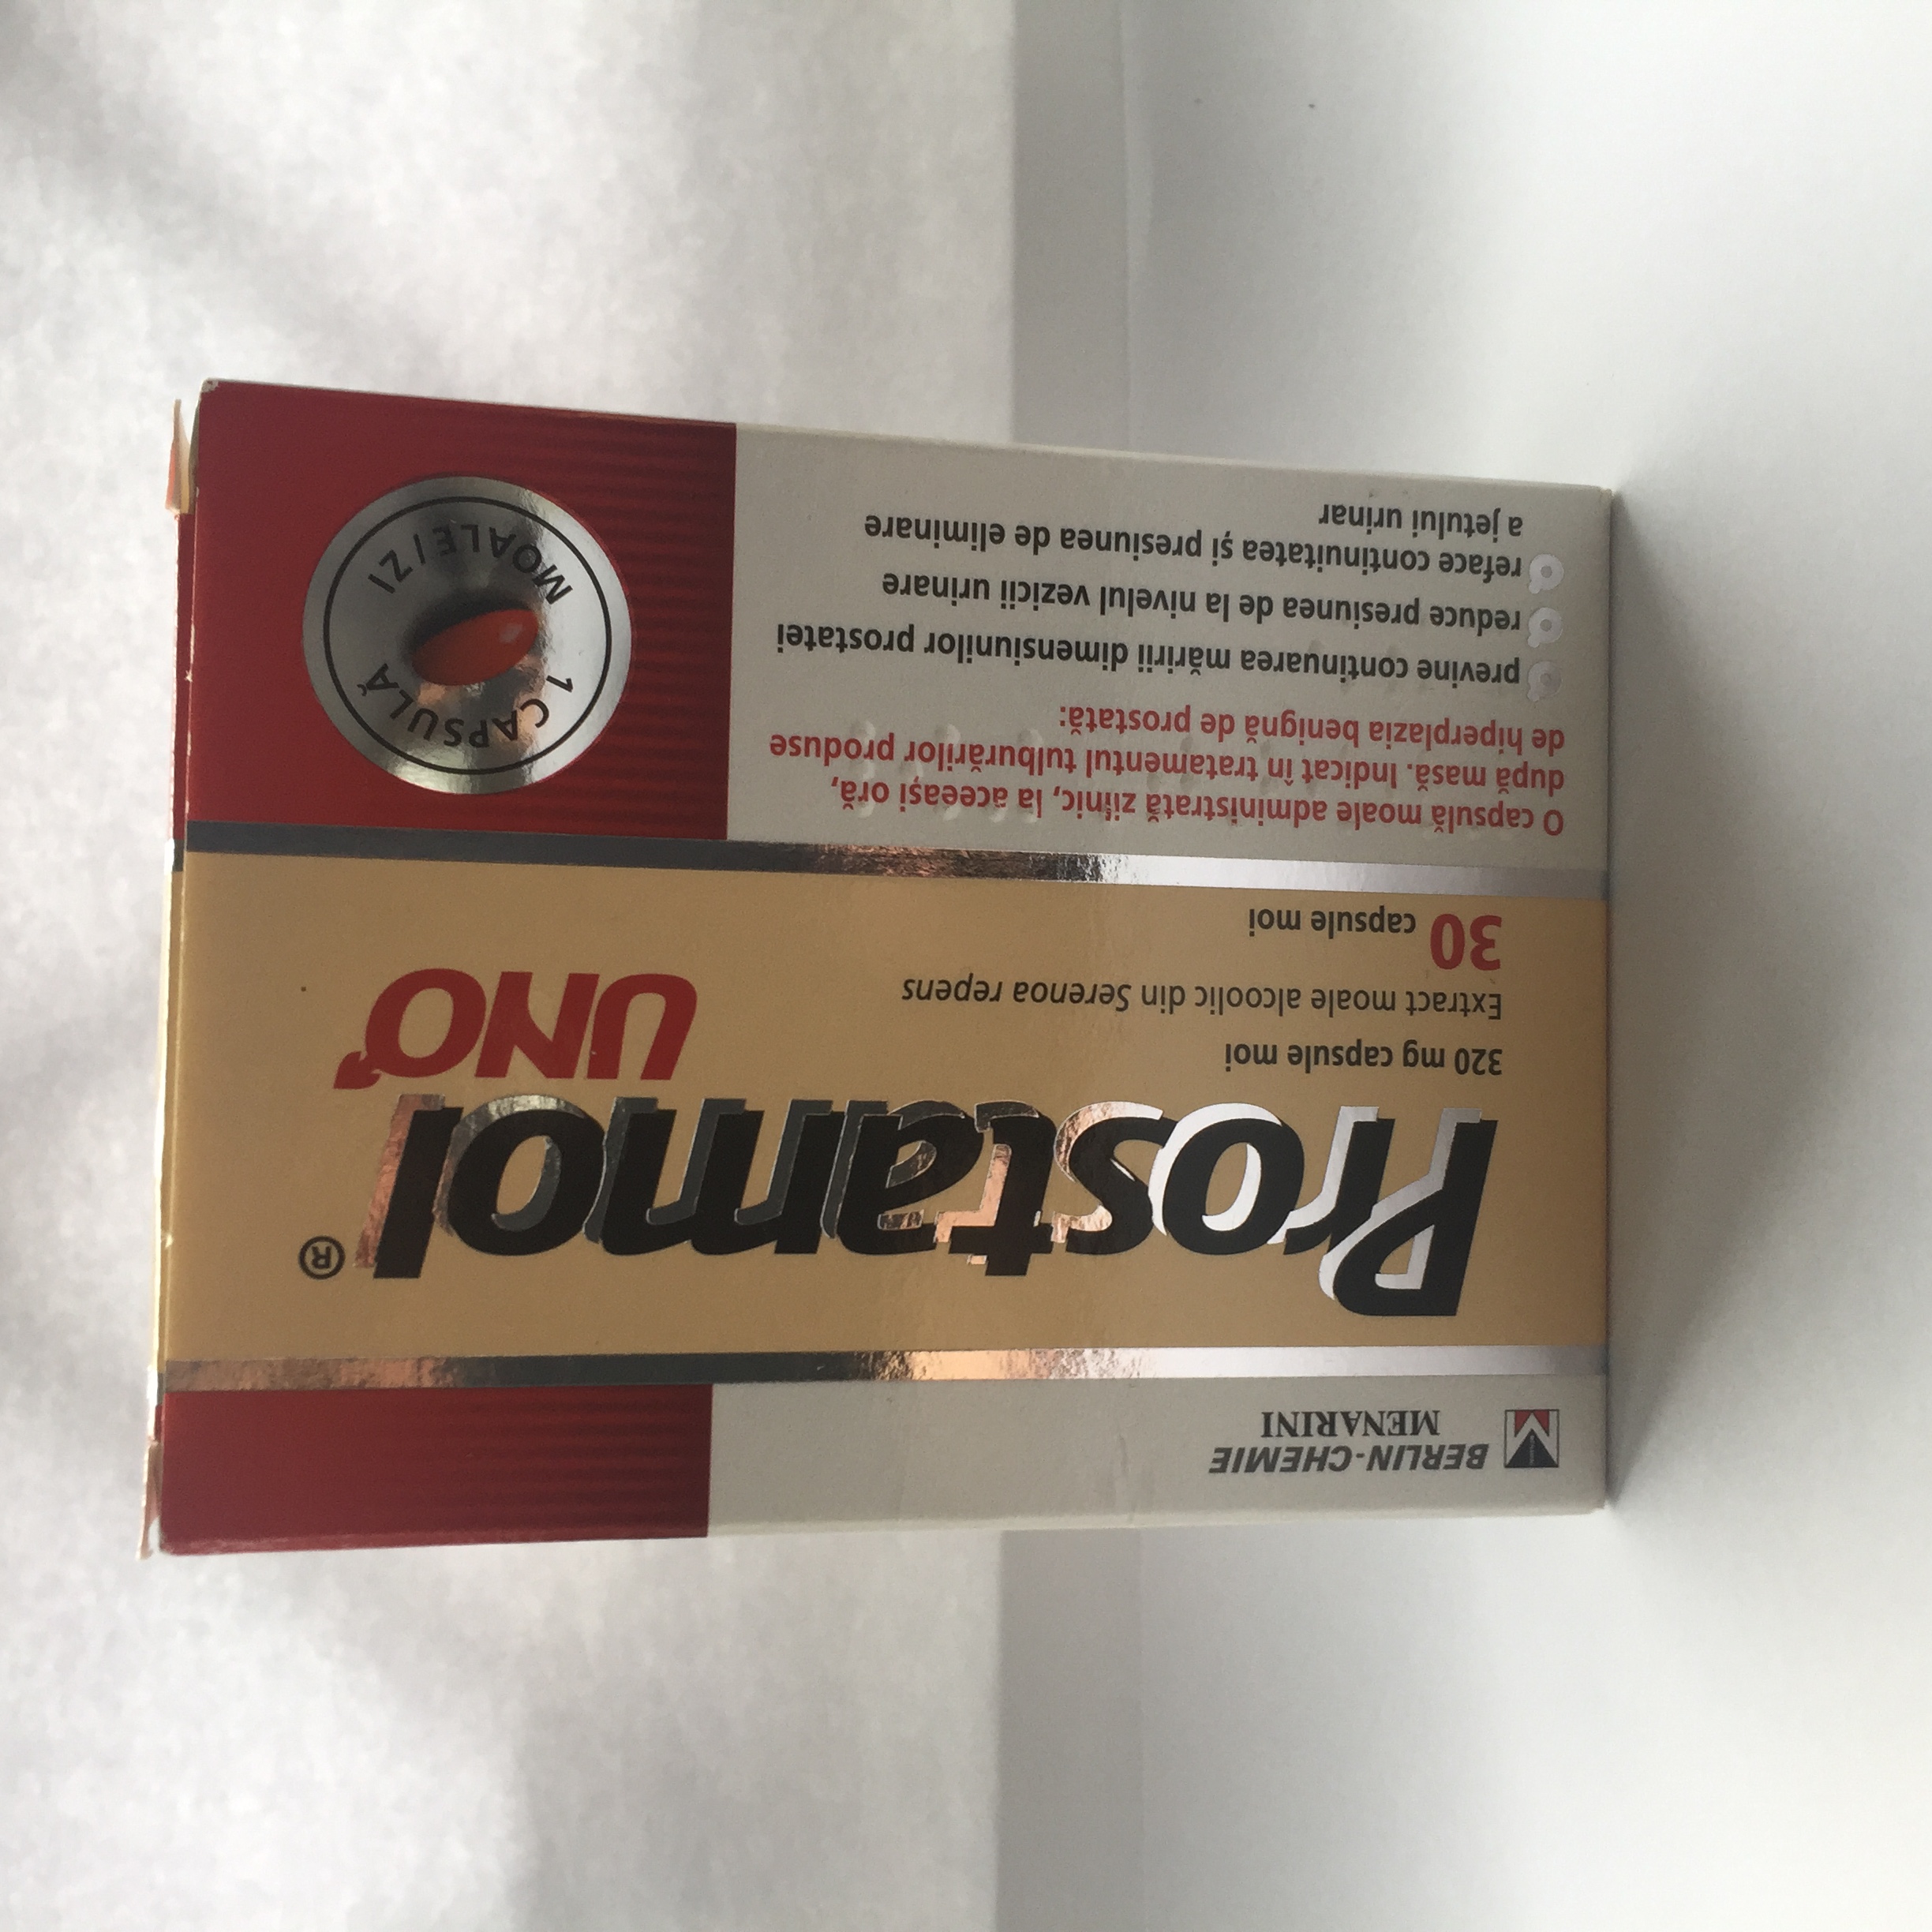 BERLIN-CHEMIE
MENARINI
Prostamol®
UNO
320 mg capsule moi
Extract moale alcoolic din Serenoa repens
30 capsule moi
O capsulă moale administrată zilnic, la aceeași oră,
după masă. Indicat în tratamentul tulburărilor produse
de hiperplazia benignă de prostată:
previne continuarea măririi dimensiunilor prostatei
reduce presiunea de la nivelul vezicii urinare
reface continuitatea și presiunea de eliminare
a jetului urinar
1 CAPSULĂ
MOALE/ZI